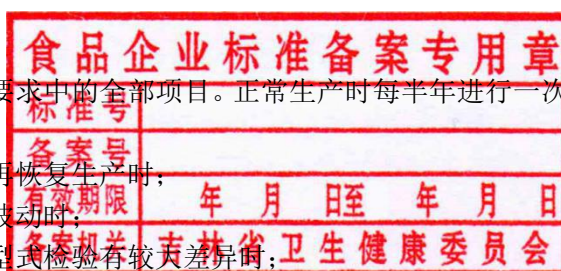 食品企业标准备案专用章
要求中的全部项目。正常生产时每半年进行一次
标准号
备案号
再恢复生产时;
有效期限 年 月 日至 年 月 日
动时;
备案机关 吉林省卫生健康委员会
型式检验有较大差异时;